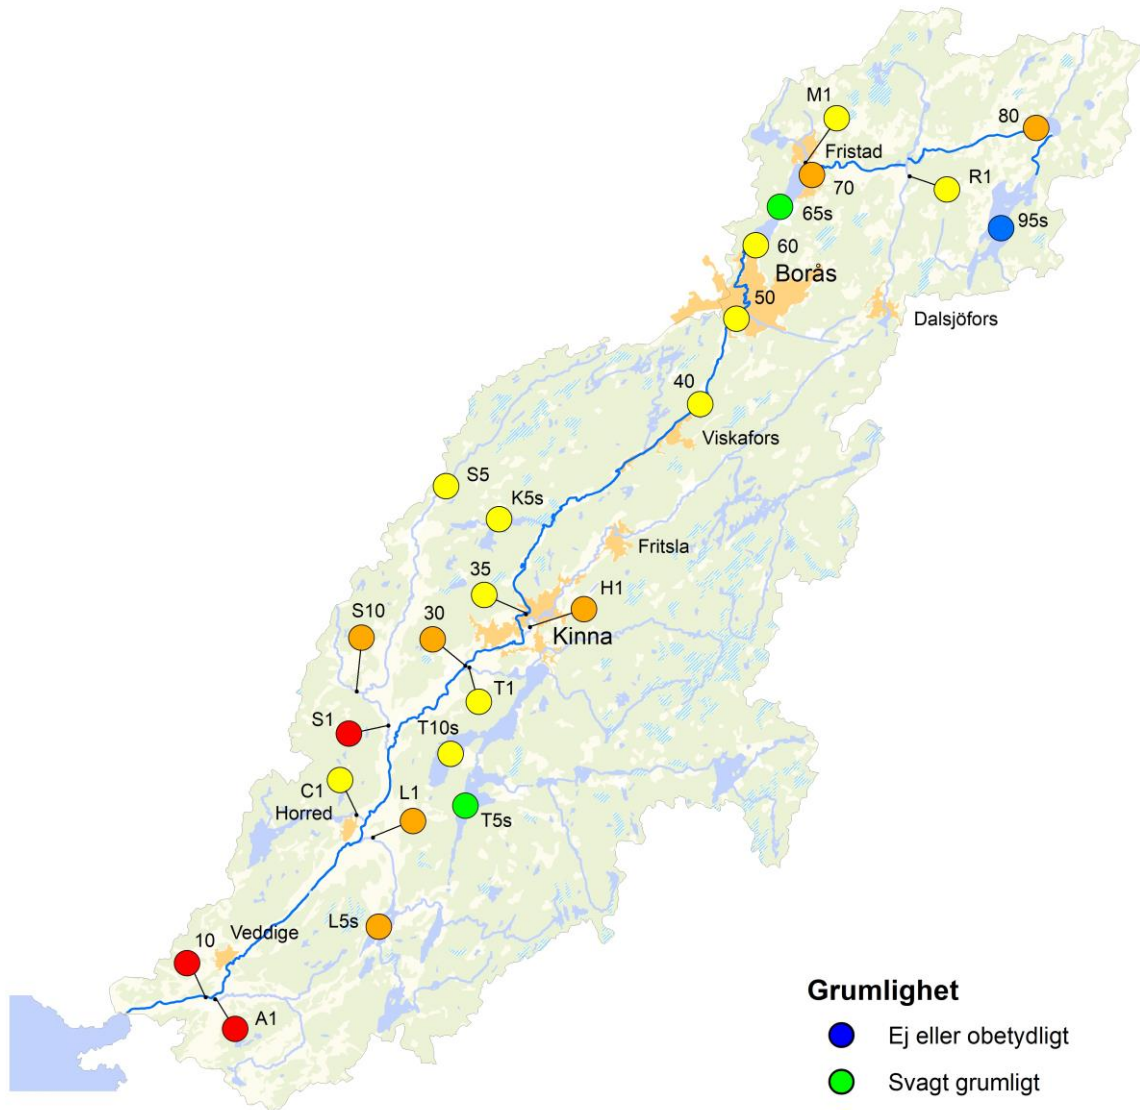 M1
80
Fristad
70
R1
65s
95s
60
Borås
50
Dalsjöfors
40
Viskafors
S5
K5s
Fritsla
35
H1
S10
30
Kinna
T1
S1
T10s
C1
L1
Horred
T5s
L5s
Veddige
10
A1
Grumlighet
Ej eller obetydligt
Svagt grumligt